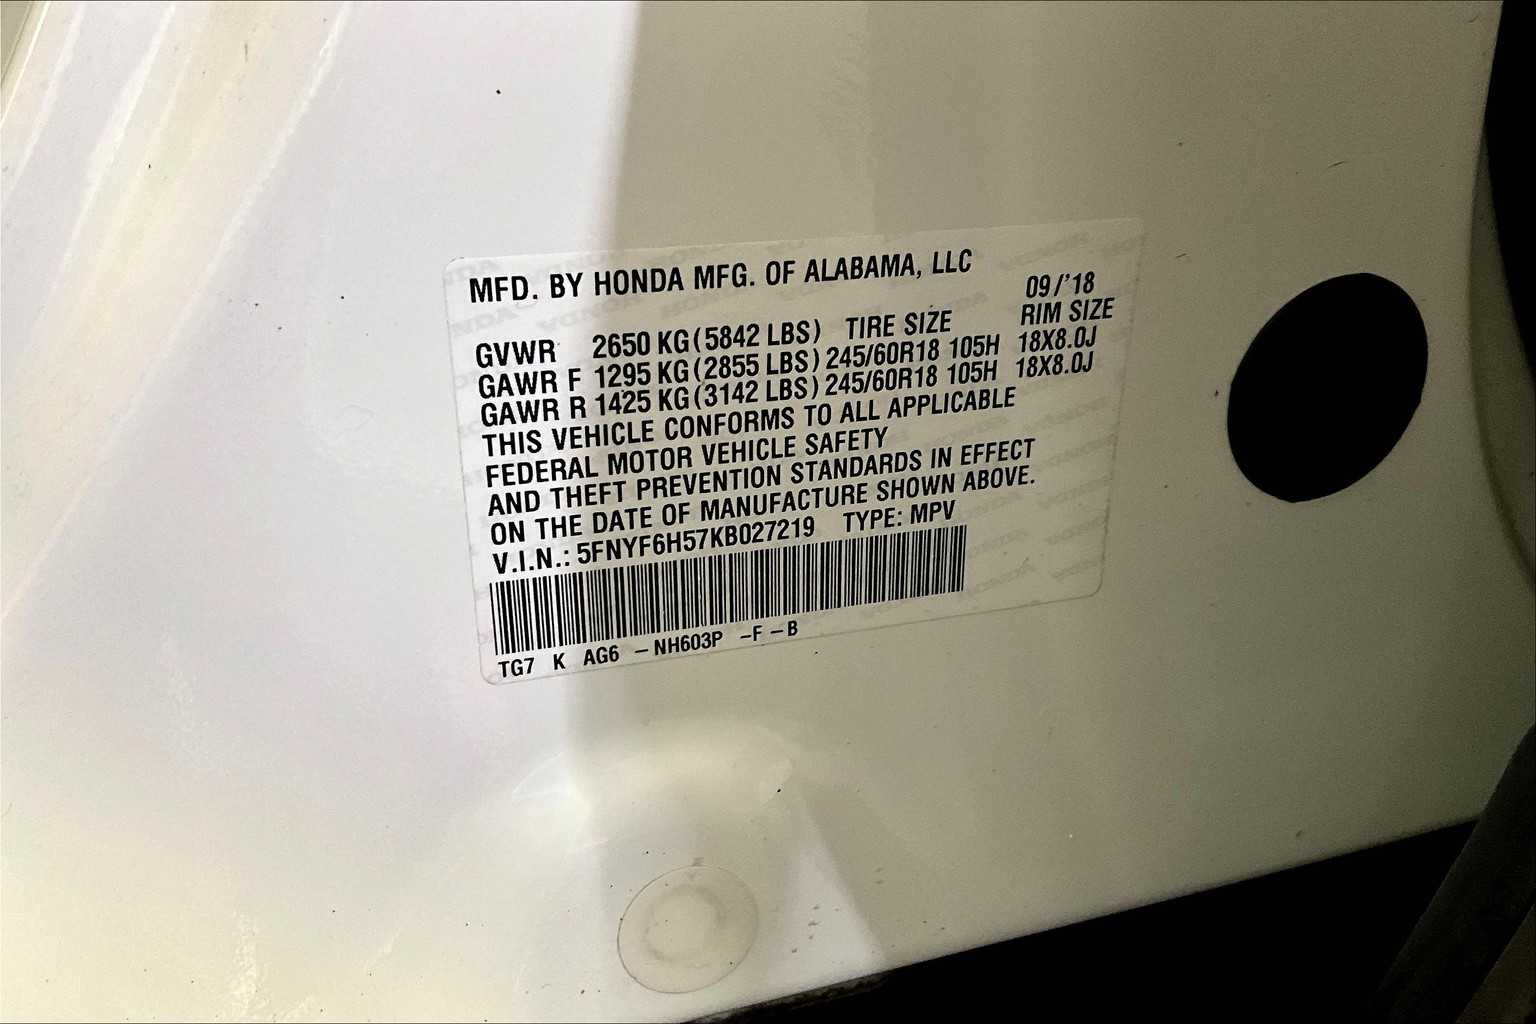 MFD. BY HONDA MFG. OF ALABAMA, LLC
09/'18
GVWR 2650 KG (5842 LBS) TIRE SIZE RIM SIZE
GAWR F 1295 KG (2855 LBS) 245/60R18 105H 18X8.0J
GAWR R 1425 KG (3142 LBS) 245/60R18 105H 18X8.0J
THIS VEHICLE CONFORMS TO ALL APPLICABLE
FEDERAL MOTOR VEHICLE SAFETY
AND THEFT PREVENTION STANDARDS IN EFFECT
ON THE DATE OF MANUFACTURE SHOWN ABOVE.
V.I.N.: 5FNYF6H57KB027219 TYPE: MPV
TG7 K AG6 -NH603P -F-B